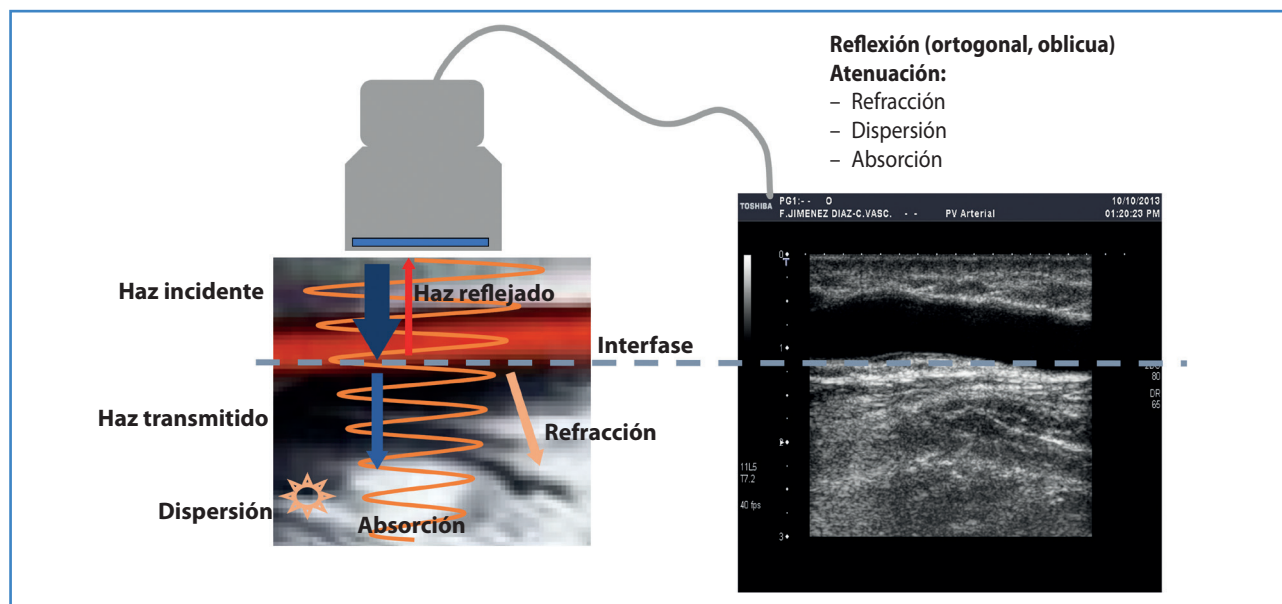 Reflexión (ortogonal, oblicua)
Atenuación:
– Refracción
– Dispersión
– Absorción
Haz incidente
Haz reflejado
Interfase
Haz transmitido
Refracción
Dispersión
Absorción
TOSHIBA
PG1:- - O
10/10/2013
F.JIMENEZ DIAZ-C.VASC. - - PV Arterial
01:20:23 PM
0
T
1
80
DR
65
2
11L5
T7.2
40 fps
3